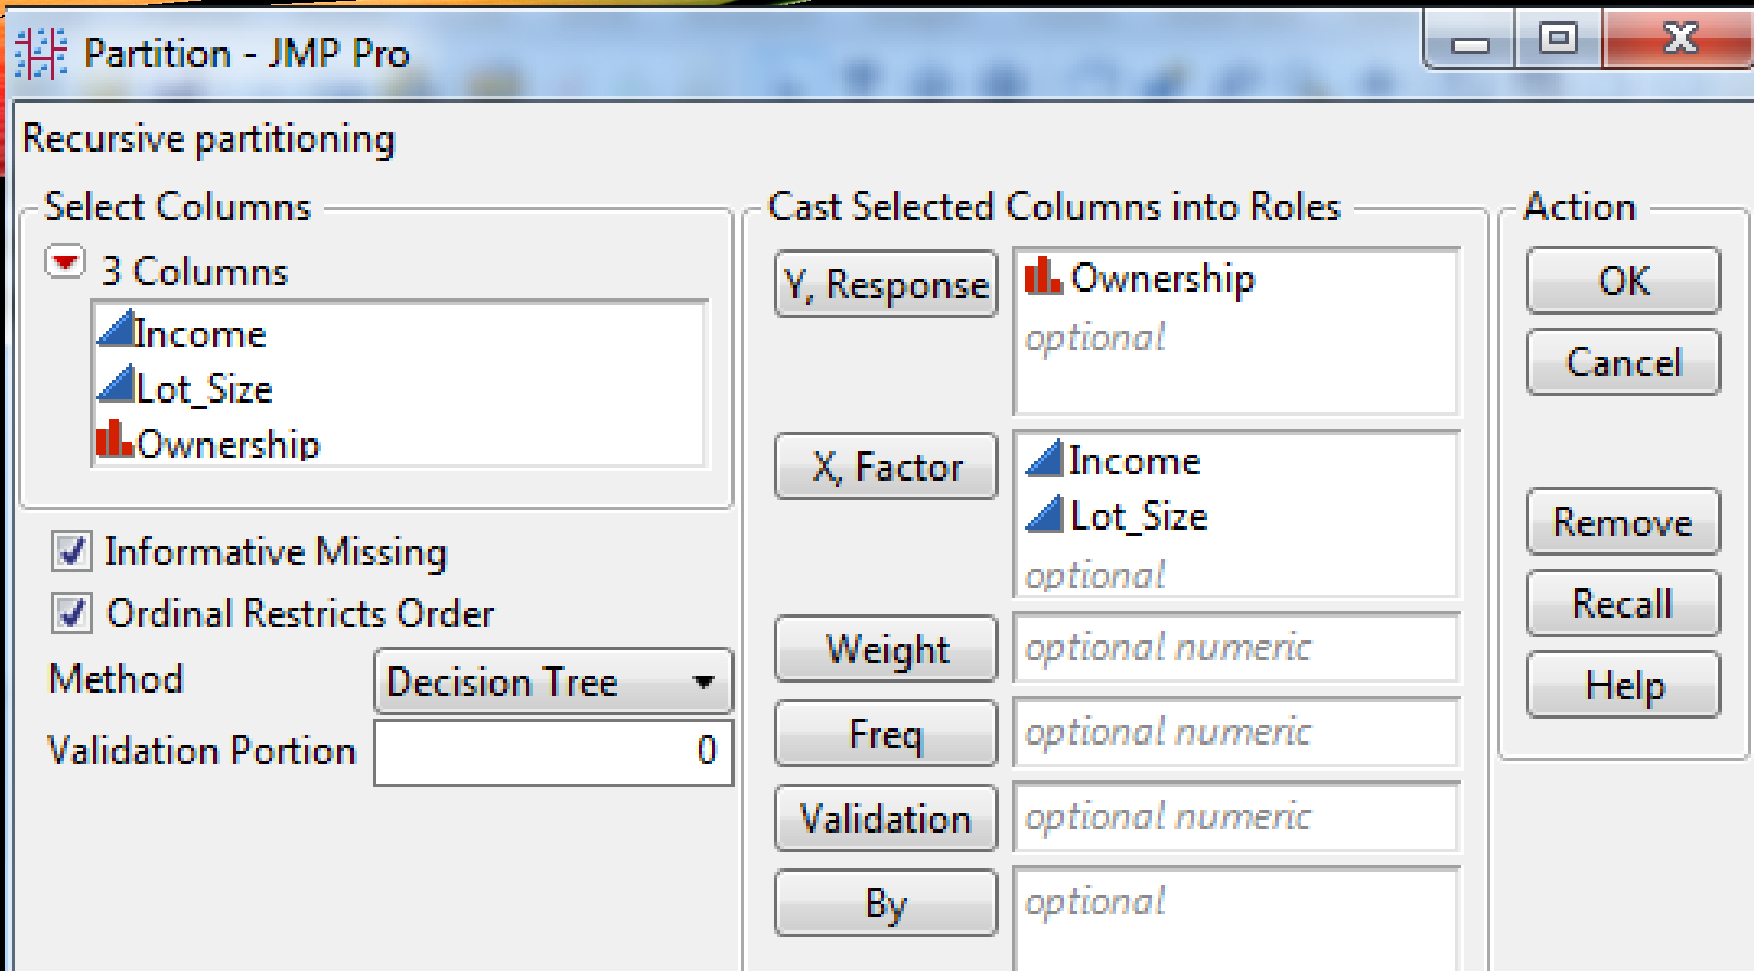 Partition - JMP Pro
Recursive partitioning
Select Columns
3 Columns
Income
Lot_Size
Ownership
Informative Missing
Ordinal Restricts Order
Method
Decision Tree
Validation Portion
0
Cast Selected Columns into Roles
Y, Response
Ownership
optional
X, Factor
Income
Lot_Size
optional
Weight
optional numeric
Freq
optional numeric
Validation
optional numeric
By
optional
Action
OK
Cancel
Remove
Recall
Help